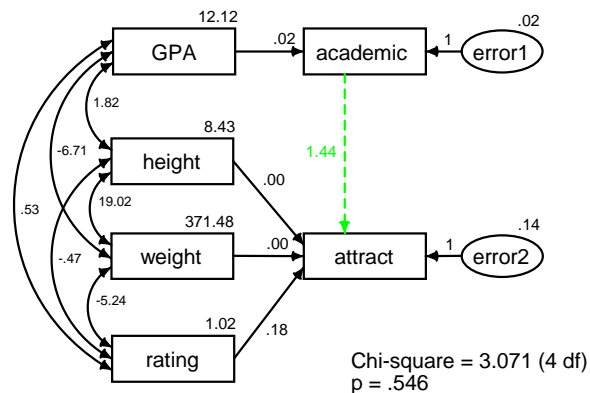 12.12
GPA
.02
academic
1
.02
error1
1.82
8.43
height
-6.71
1.44
.00
.53
19.02
371.48
weight
.00
attract
1
.14
error2
-.47
-5.24
1.02
rating
.18
Chi-square = 3.071 (4 df)
p = .546